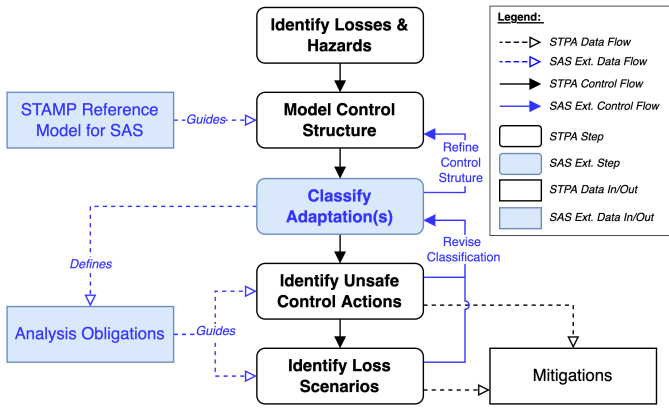 Identify Losses &
Hazards
Legend:
STPA Data Flow
SAS Ext. Data Flow
STPA Control Flow
SAS Ext. Control Flow
STPA Step
SAS Ext. Step
STPA Data In/Out
SAS Ext. Data In/Out
STAMP Reference
Model for SAS
Guides
Model Control
Structure
Refine
Control
Struture
Classify
Adaptation(s)
Revise
Classification
Defines
Identify Unsafe
Control Actions
Analysis Obligations
Guides
Identify Loss
Scenarios
Mitigations